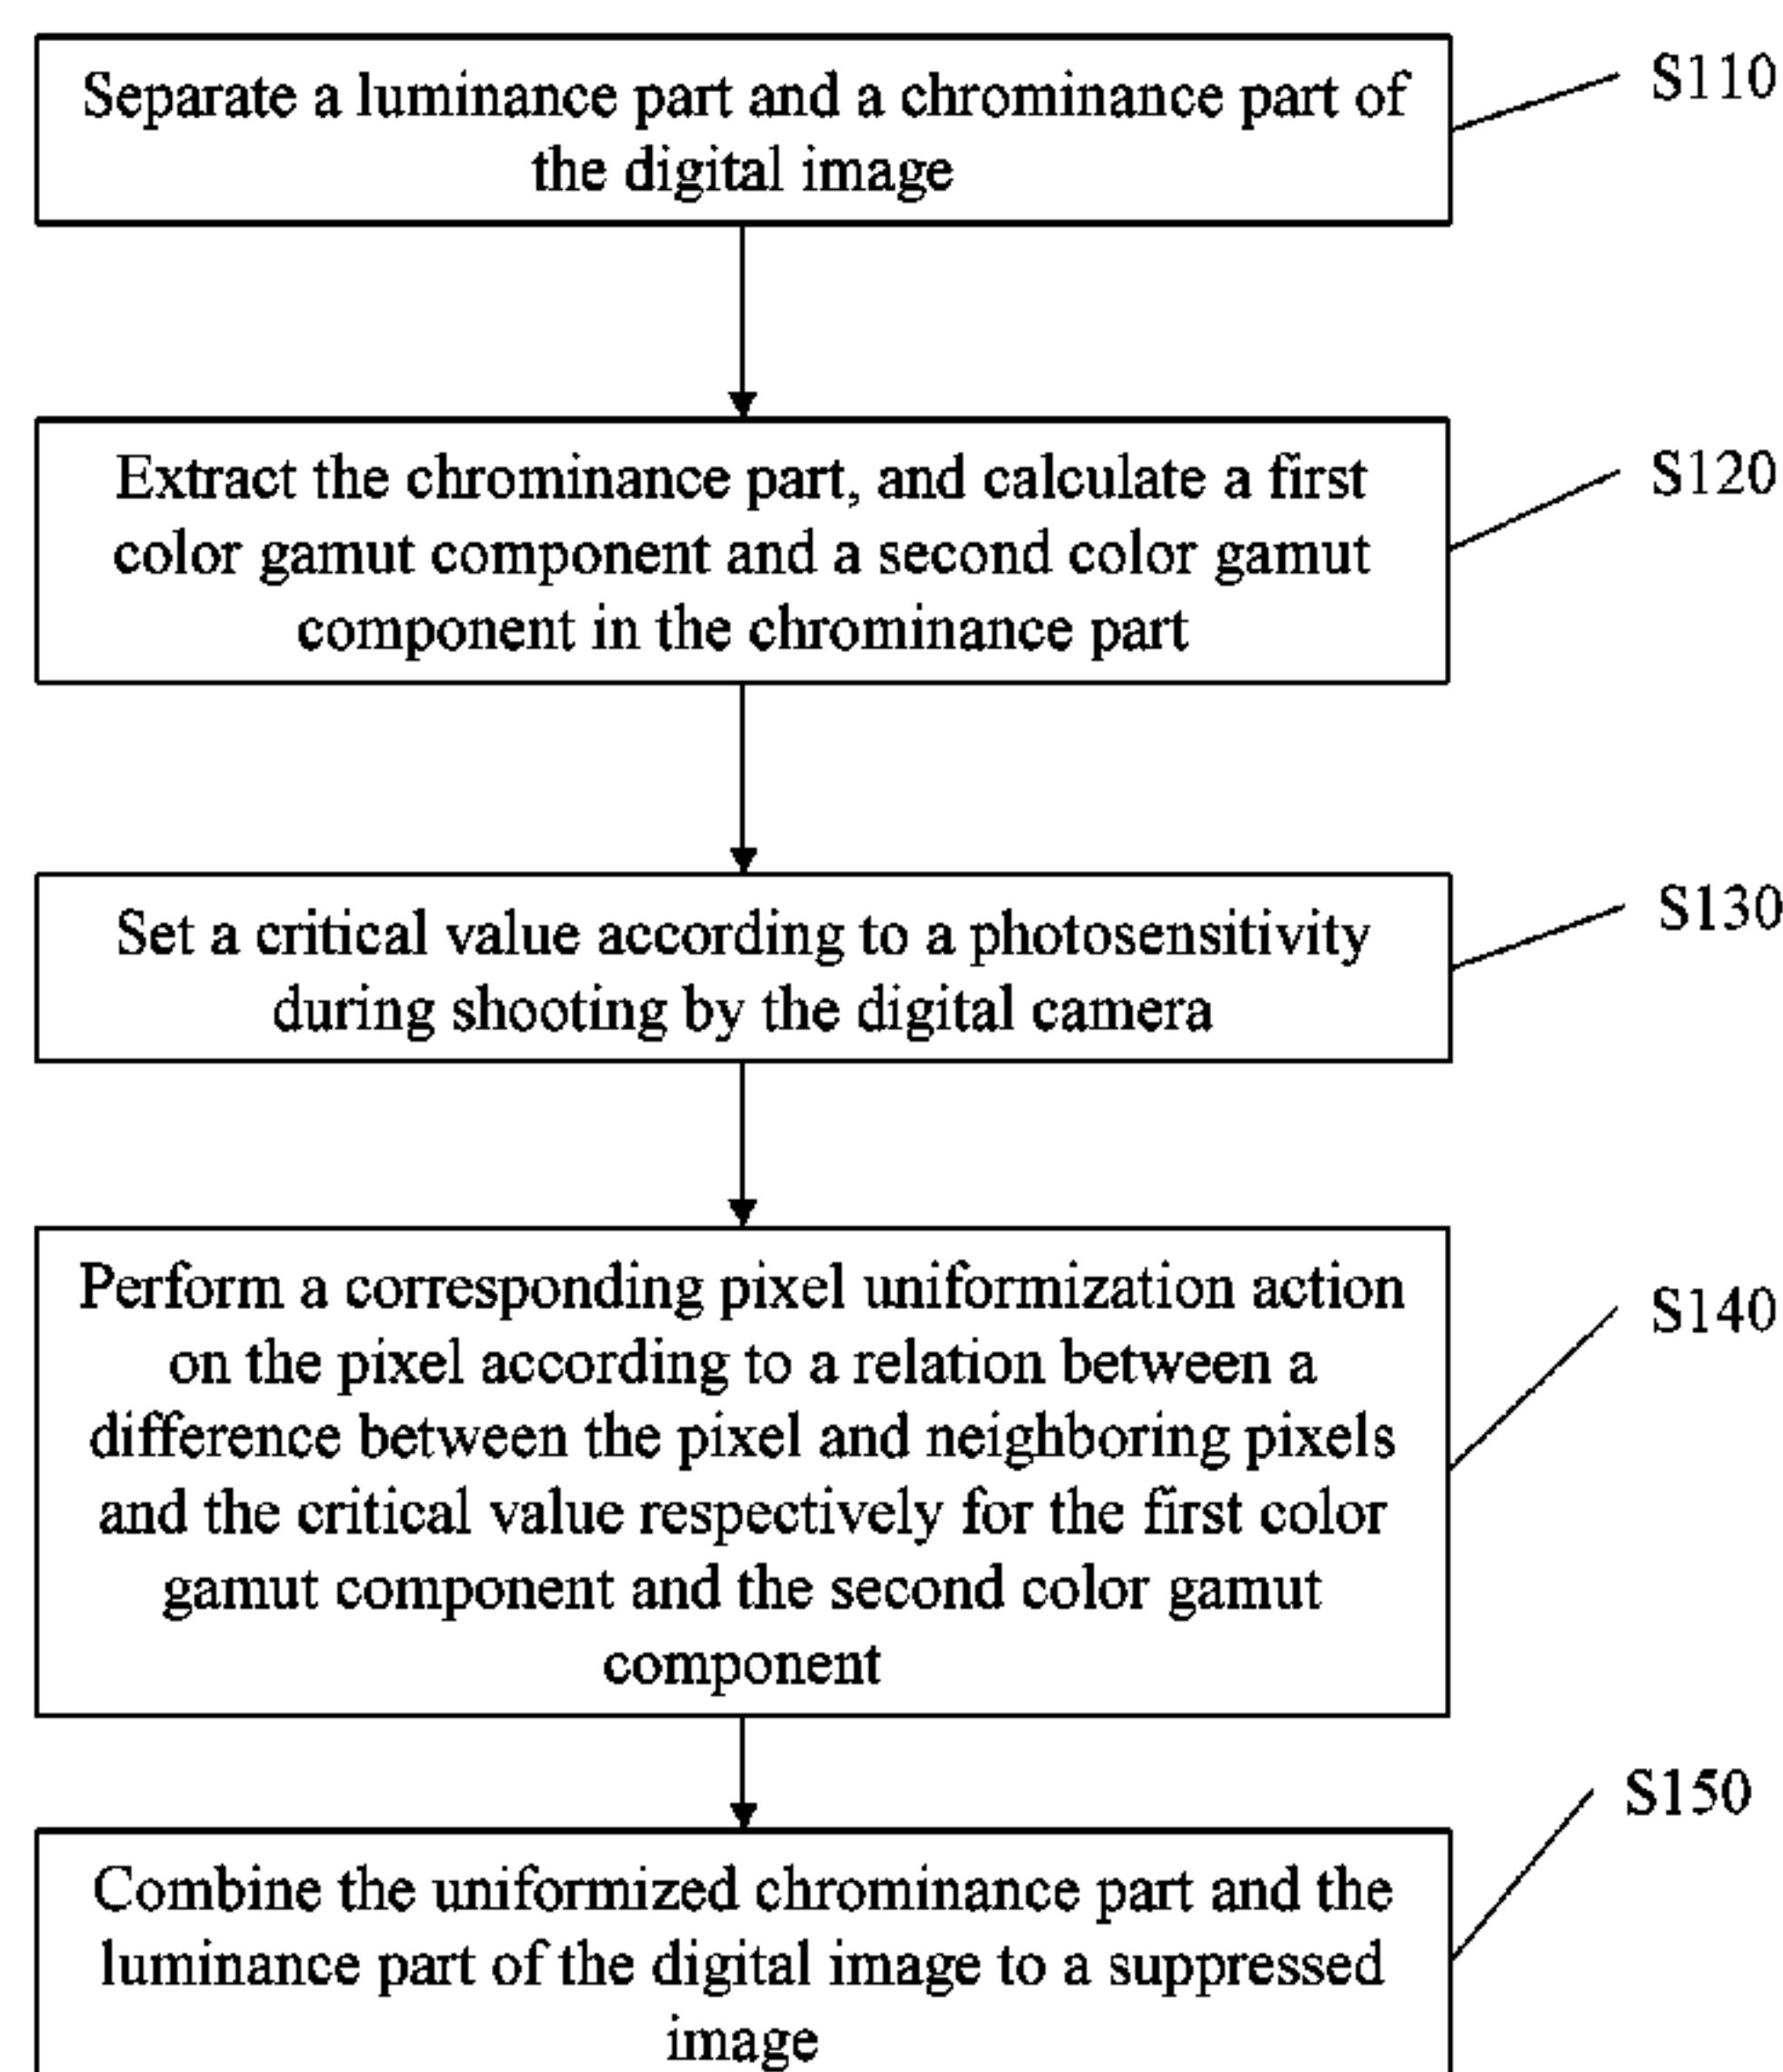 Separate a luminance part and a chrominance part of
the digital image
S110
Extract the chrominance part, and calculate a first
color gamut component and a second color gamut
component in the chrominance part
S120
Set a critical value according to a photosensitivity
during shooting by the digital camera
S130
Perform a corresponding pixel uniformization action
on the pixel according to a relation between a
difference between the pixel and neighboring pixels
and the critical value respectively for the first color
gamut component and the second color gamut
component
S140
Combine the uniformized chrominance part and the
luminance part of the digital image to a suppressed
image
S150